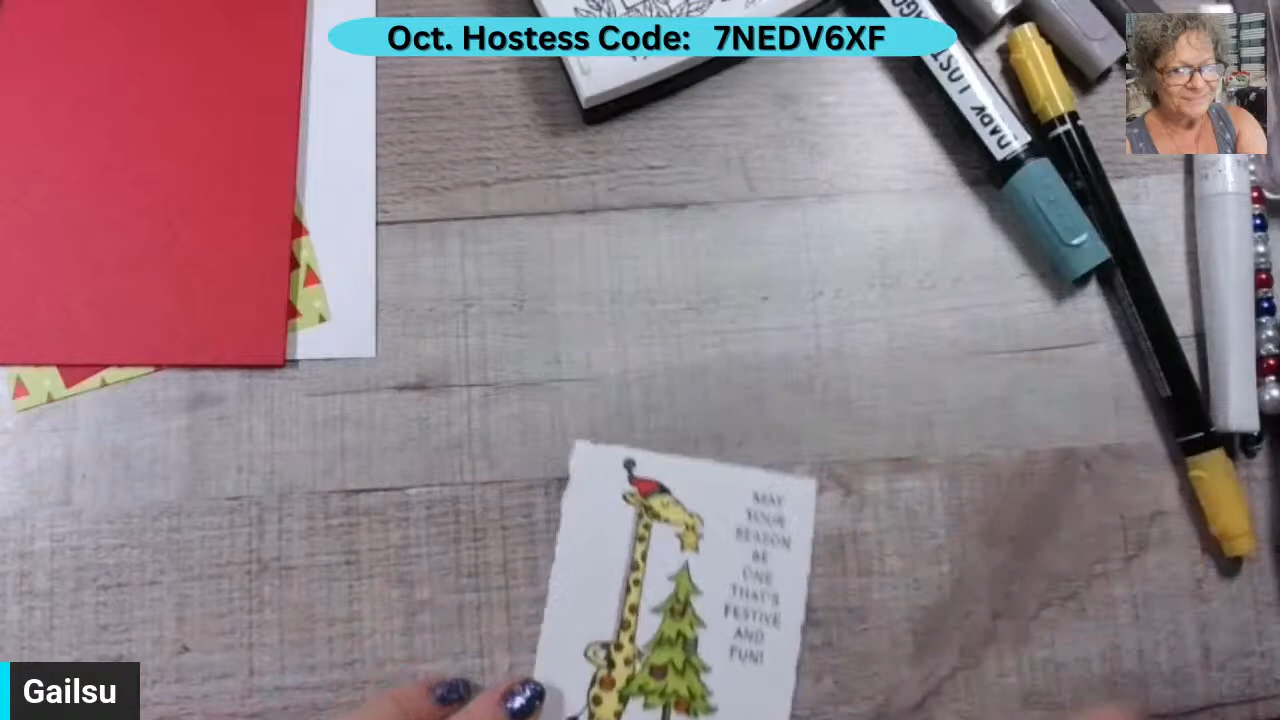 Oct. Hostess Code: 7NEDV6XF
MAY
YOUR
SEASON
BE
ONE
THAT'S
FESTIVE
AND
FUN!
Gailsu